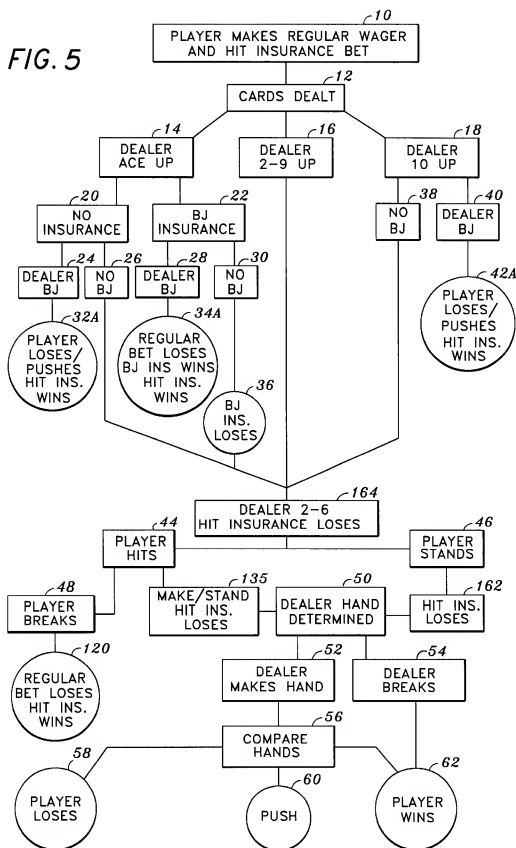 FIG. 5
10
PLAYER MAKES REGULAR WAGER
AND HIT INSURANCE BET
12
CARDS DEALT
14
DEALER
ACE UP
16
DEALER
2-9 UP
18
DEALER
10 UP
20
NO
INSURANCE
22
BJ
INSURANCE
38
NO
BJ
40
DEALER
BJ
24
DEALER
BJ
26
NO
BJ
28
DEALER
BJ
30
NO
BJ
32A
PLAYER
LOSES/
PUSHES
HIT INS.
WINS
34A
REGULAR
BET LOSES
BJ INS WINS
HIT INS.
WINS
36
BJ
INS.
LOSES
42A
PLAYER
LOSES/
PUSHES
HIT INS.
WINS
164
DEALER 2-6
HIT INSURANCE LOSES
44
PLAYER
HITS
46
PLAYER
STANDS
48
PLAYER
BREAKS
135
MAKE/STAND
HIT INS.
LOSES
50
DEALER HAND
DETERMINED
162
HIT INS.
LOSES
120
REGULAR
BET LOSES
HIT INS.
WINS
52
DEALER
MAKES HAND
54
DEALER
BREAKS
56
COMPARE
HANDS
58
PLAYER
LOSES
60
PUSH
62
PLAYER
WINS